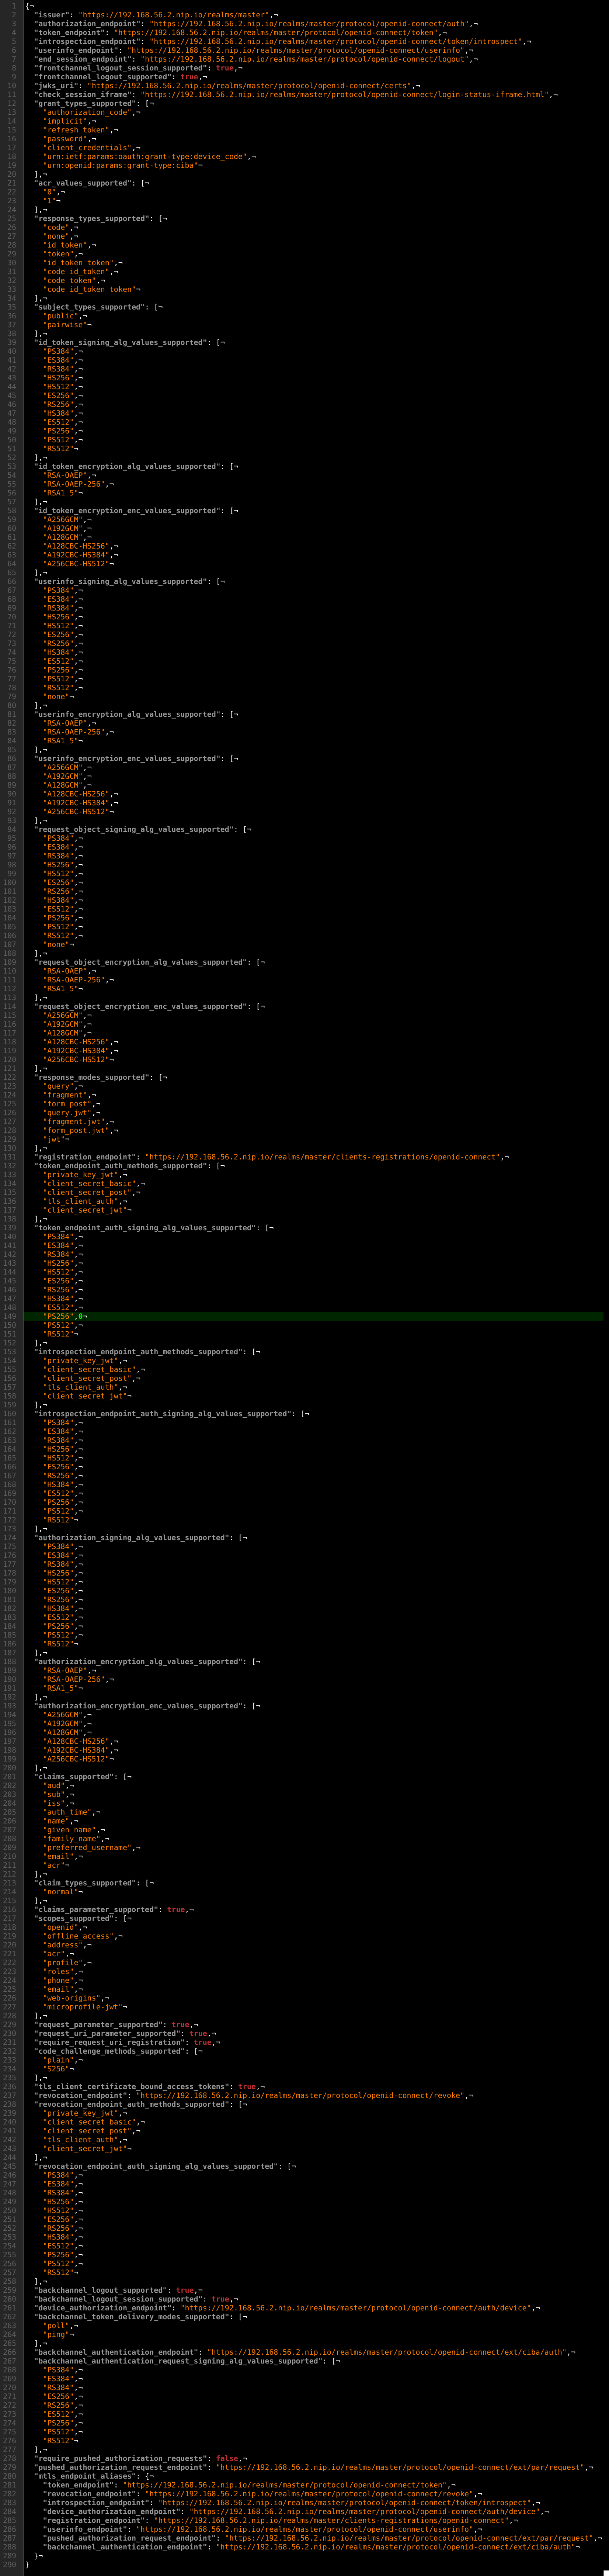 1 {¬
2 "issuer": "https://192.168.56.2.nip.io/realms/master",¬
3 "authorization_endpoint": "https://192.168.56.2.nip.io/realms/master/protocol/openid-connect/auth",¬
4 "token_endpoint": "https://192.168.56.2.nip.io/realms/master/protocol/openid-connect/token",¬
5 "introspection_endpoint": "https://192.168.56.2.nip.io/realms/master/protocol/openid-connect/token/introspect",¬
6 "userinfo_endpoint": "https://192.168.56.2.nip.io/realms/master/protocol/openid-connect/userinfo",¬
7 "end_session_endpoint": "https://192.168.56.2.nip.io/realms/master/protocol/openid-connect/logout",¬
8 "frontchannel_logout_session_supported": true,¬
9 "frontchannel_logout_supported": true,¬
10 "jwks_uri": "https://192.168.56.2.nip.io/realms/master/protocol/openid-connect/certs",¬
11 "check_session_iframe": "https://192.168.56.2.nip.io/realms/master/protocol/openid-connect/login-status-iframe.html",¬
12 "grant_types_supported": [¬
13 "authorization_code",¬
14 "implicit",¬
15 "refresh_token",¬
16 "password",¬
17 "client_credentials",¬
18 "urn:ietf:params:oauth:grant-type:device_code",¬
19 "urn:openid:params:grant-type:ciba"¬
20 ],¬
21 "acr_values_supported": [¬
22 "0",¬
23 "1"¬
24 ],¬
25 "response_types_supported": [¬
26 "code",¬
27 "none",¬
28 "id_token",¬
29 "token",¬
30 "id_token token",¬
31 "code id_token",¬
32 "code token",¬
33 "code id_token token"¬
34 ],¬
35 "subject_types_supported": [¬
36 "public",¬
37 "pairwise"¬
38 ],¬
39 "id_token_signing_alg_values_supported": [¬
40 "PS384",¬
41 "ES384",¬
42 "RS384",¬
43 "HS256",¬
44 "HS512",¬
45 "ES256",¬
46 "RS256",¬
47 "HS384",¬
48 "ES512",¬
49 "PS256",¬
50 "PS512",¬
51 "RS512"¬
52 ],¬
53 "id_token_encryption_alg_values_supported": [¬
54 "RSA-OAEP",¬
55 "RSA-OAEP-256",¬
56 "RSA1_5"¬
57 ],¬
58 "id_token_encryption_enc_values_supported": [¬
59 "A256GCM",¬
60 "A192GCM",¬
61 "A128GCM",¬
62 "A128CBC-HS256",¬
63 "A192CBC-HS384",¬
64 "A256CBC-HS512"¬
65 ],¬
66 "userinfo_signing_alg_values_supported": [¬
67 "PS384",¬
68 "ES384",¬
69 "RS384",¬
70 "HS256",¬
71 "HS512",¬
72 "ES256",¬
73 "RS256",¬
74 "HS384",¬
75 "ES512",¬
76 "PS256",¬
77 "PS512",¬
78 "RS512",¬
79 "none"¬
80 ],¬
81 "userinfo_encryption_alg_values_supported": [¬
82 "RSA-OAEP",¬
83 "RSA-OAEP-256",¬
84 "RSA1_5"¬
85 ],¬
86 "userinfo_encryption_enc_values_supported": [¬
87 "A256GCM",¬
88 "A192GCM",¬
89 "A128GCM",¬
90 "A128CBC-HS256",¬
91 "A192CBC-HS384",¬
92 "A256CBC-HS512"¬
93 ],¬
94 "request_object_signing_alg_values_supported": [¬
95 "PS384",¬
96 "ES384",¬
97 "RS384",¬
98 "HS256",¬
99 "HS512",¬
100 "ES256",¬
101 "RS256",¬
102 "HS384",¬
103 "ES512",¬
104 "PS256",¬
105 "PS512",¬
106 "RS512",¬
107 "none"¬
108 ],¬
109 "request_object_encryption_alg_values_supported": [¬
110 "RSA-OAEP",¬
111 "RSA-OAEP-256",¬
112 "RSA1_5"¬
113 ],¬
114 "request_object_encryption_enc_values_supported": [¬
115 "A256GCM",¬
116 "A192GCM",¬
117 "A128GCM",¬
118 "A128CBC-HS256",¬
119 "A192CBC-HS384",¬
120 "A256CBC-HS512"¬
121 ],¬
122 "response_modes_supported": [¬
123 "query",¬
124 "fragment",¬
125 "form_post",¬
126 "query.jwt",¬
127 "fragment.jwt",¬
128 "form_post.jwt",¬
129 "jwt"¬
130 ],¬
131 "registration_endpoint": "https://192.168.56.2.nip.io/realms/master/clients-registrations/openid-connect",¬
132 "token_endpoint_auth_methods_supported": [¬
133 "private_key_jwt",¬
134 "client_secret_basic",¬
135 "client_secret_post",¬
136 "tls_client_auth",¬
137 "client_secret_jwt"¬
138 ],¬
139 "token_endpoint_auth_signing_alg_values_supported": [¬
140 "PS384",¬
141 "ES384",¬
142 "RS384",¬
143 "HS256",¬
144 "HS512",¬
145 "ES256",¬
146 "RS256",¬
147 "HS384",¬
148 "ES512",¬
149 "PS256",0¬
150 "PS512",¬
151 "RS512"¬
152 ],¬
153 "introspection_endpoint_auth_methods_supported": [¬
154 "private_key_jwt",¬
155 "client_secret_basic",¬
156 "client_secret_post",¬
157 "tls_client_auth",¬
158 "client_secret_jwt"¬
159 ],¬
160 "introspection_endpoint_auth_signing_alg_values_supported": [¬
161 "PS384",¬
162 "ES384",¬
163 "RS384",¬
164 "HS256",¬
165 "HS512",¬
166 "ES256",¬
167 "RS256",¬
168 "HS384",¬
169 "ES512",¬
170 "PS256",¬
171 "PS512",¬
172 "RS512"¬
173 ],¬
174 "authorization_signing_alg_values_supported": [¬
175 "PS384",¬
176 "ES384",¬
177 "RS384",¬
178 "HS256",¬
179 "HS512",¬
180 "ES256",¬
181 "RS256",¬
182 "HS384",¬
183 "ES512",¬
184 "PS256",¬
185 "PS512",¬
186 "RS512"¬
187 ],¬
188 "authorization_encryption_alg_values_supported": [¬
189 "RSA-OAEP",¬
190 "RSA-OAEP-256",¬
191 "RSA1_5"¬
192 ],¬
193 "authorization_encryption_enc_values_supported": [¬
194 "A256GCM",¬
195 "A192GCM",¬
196 "A128GCM",¬
197 "A128CBC-HS256",¬
198 "A192CBC-HS384",¬
199 "A256CBC-HS512"¬
200 ],¬
201 "claims_supported": [¬
202 "aud",¬
203 "sub",¬
204 "iss",¬
205 "auth_time",¬
206 "name",¬
207 "given_name",¬
208 "family_name",¬
209 "preferred_username",¬
210 "email",¬
211 "acr"¬
212 ],¬
213 "claim_types_supported": [¬
214 "normal"¬
215 ],¬
216 "claims_parameter_supported": true,¬
217 "scopes_supported": [¬
218 "openid",¬
219 "offline_access",¬
220 "address",¬
221 "acr",¬
222 "profile",¬
223 "roles",¬
224 "phone",¬
225 "email",¬
226 "web-origins",¬
227 "microprofile-jwt"¬
228 ],¬
229 "request_parameter_supported": true,¬
230 "request_uri_parameter_supported": true,¬
231 "require_request_uri_registration": true,¬
232 "code_challenge_methods_supported": [¬
233 "plain",¬
234 "S256"¬
235 ],¬
236 "tls_client_certificate_bound_access_tokens": true,¬
237 "revocation_endpoint": "https://192.168.56.2.nip.io/realms/master/protocol/openid-connect/revoke",¬
238 "revocation_endpoint_auth_methods_supported": [¬
239 "private_key_jwt",¬
240 "client_secret_basic",¬
241 "client_secret_post",¬
242 "tls_client_auth",¬
243 "client_secret_jwt"¬
244 ],¬
245 "revocation_endpoint_auth_signing_alg_values_supported": [¬
246 "PS384",¬
247 "ES384",¬
248 "RS384",¬
249 "HS256",¬
250 "HS512",¬
251 "ES256",¬
252 "RS256",¬
253 "HS384",¬
254 "ES512",¬
255 "PS256",¬
256 "PS512",¬
257 "RS512"¬
258 ],¬
259 "backchannel_logout_supported": true,¬
260 "backchannel_logout_session_supported": true,¬
261 "device_authorization_endpoint": "https://192.168.56.2.nip.io/realms/master/protocol/openid-connect/auth/device",¬
262 "backchannel_token_delivery_modes_supported": [¬
263 "poll",¬
264 "ping"¬
265 ],¬
266 "backchannel_authentication_endpoint": "https://192.168.56.2.nip.io/realms/master/protocol/openid-connect/ext/ciba/auth",¬
267 "backchannel_authentication_request_signing_alg_values_supported": [¬
268 "PS384",¬
269 "ES384",¬
270 "RS384",¬
271 "ES256",¬
272 "RS256",¬
273 "ES512",¬
274 "PS256",¬
275 "PS512",¬
276 "RS512"¬
277 ],¬
278 "require_pushed_authorization_requests": false,¬
279 "pushed_authorization_request_endpoint": "https://192.168.56.2.nip.io/realms/master/protocol/openid-connect/ext/par/request",¬
280 "mtls_endpoint_aliases": {¬
281 "token_endpoint": "https://192.168.56.2.nip.io/realms/master/protocol/openid-connect/token",¬
282 "revocation_endpoint": "https://192.168.56.2.nip.io/realms/master/protocol/openid-connect/revoke",¬
283 "introspection_endpoint": "https://192.168.56.2.nip.io/realms/master/protocol/openid-connect/token/introspect",¬
284 "device_authorization_endpoint": "https://192.168.56.2.nip.io/realms/master/protocol/openid-connect/auth/device",¬
285 "registration_endpoint": "https://192.168.56.2.nip.io/realms/master/clients-registrations/openid-connect",¬
286 "userinfo_endpoint": "https://192.168.56.2.nip.io/realms/master/protocol/openid-connect/userinfo",¬
287 "pushed_authorization_request_endpoint": "https://192.168.56.2.nip.io/realms/master/protocol/openid-connect/ext/par/request",¬
288 "backchannel_authentication_endpoint": "https://192.168.56.2.nip.io/realms/master/protocol/openid-connect/ext/ciba/auth"¬
289 }¬
290 }¬